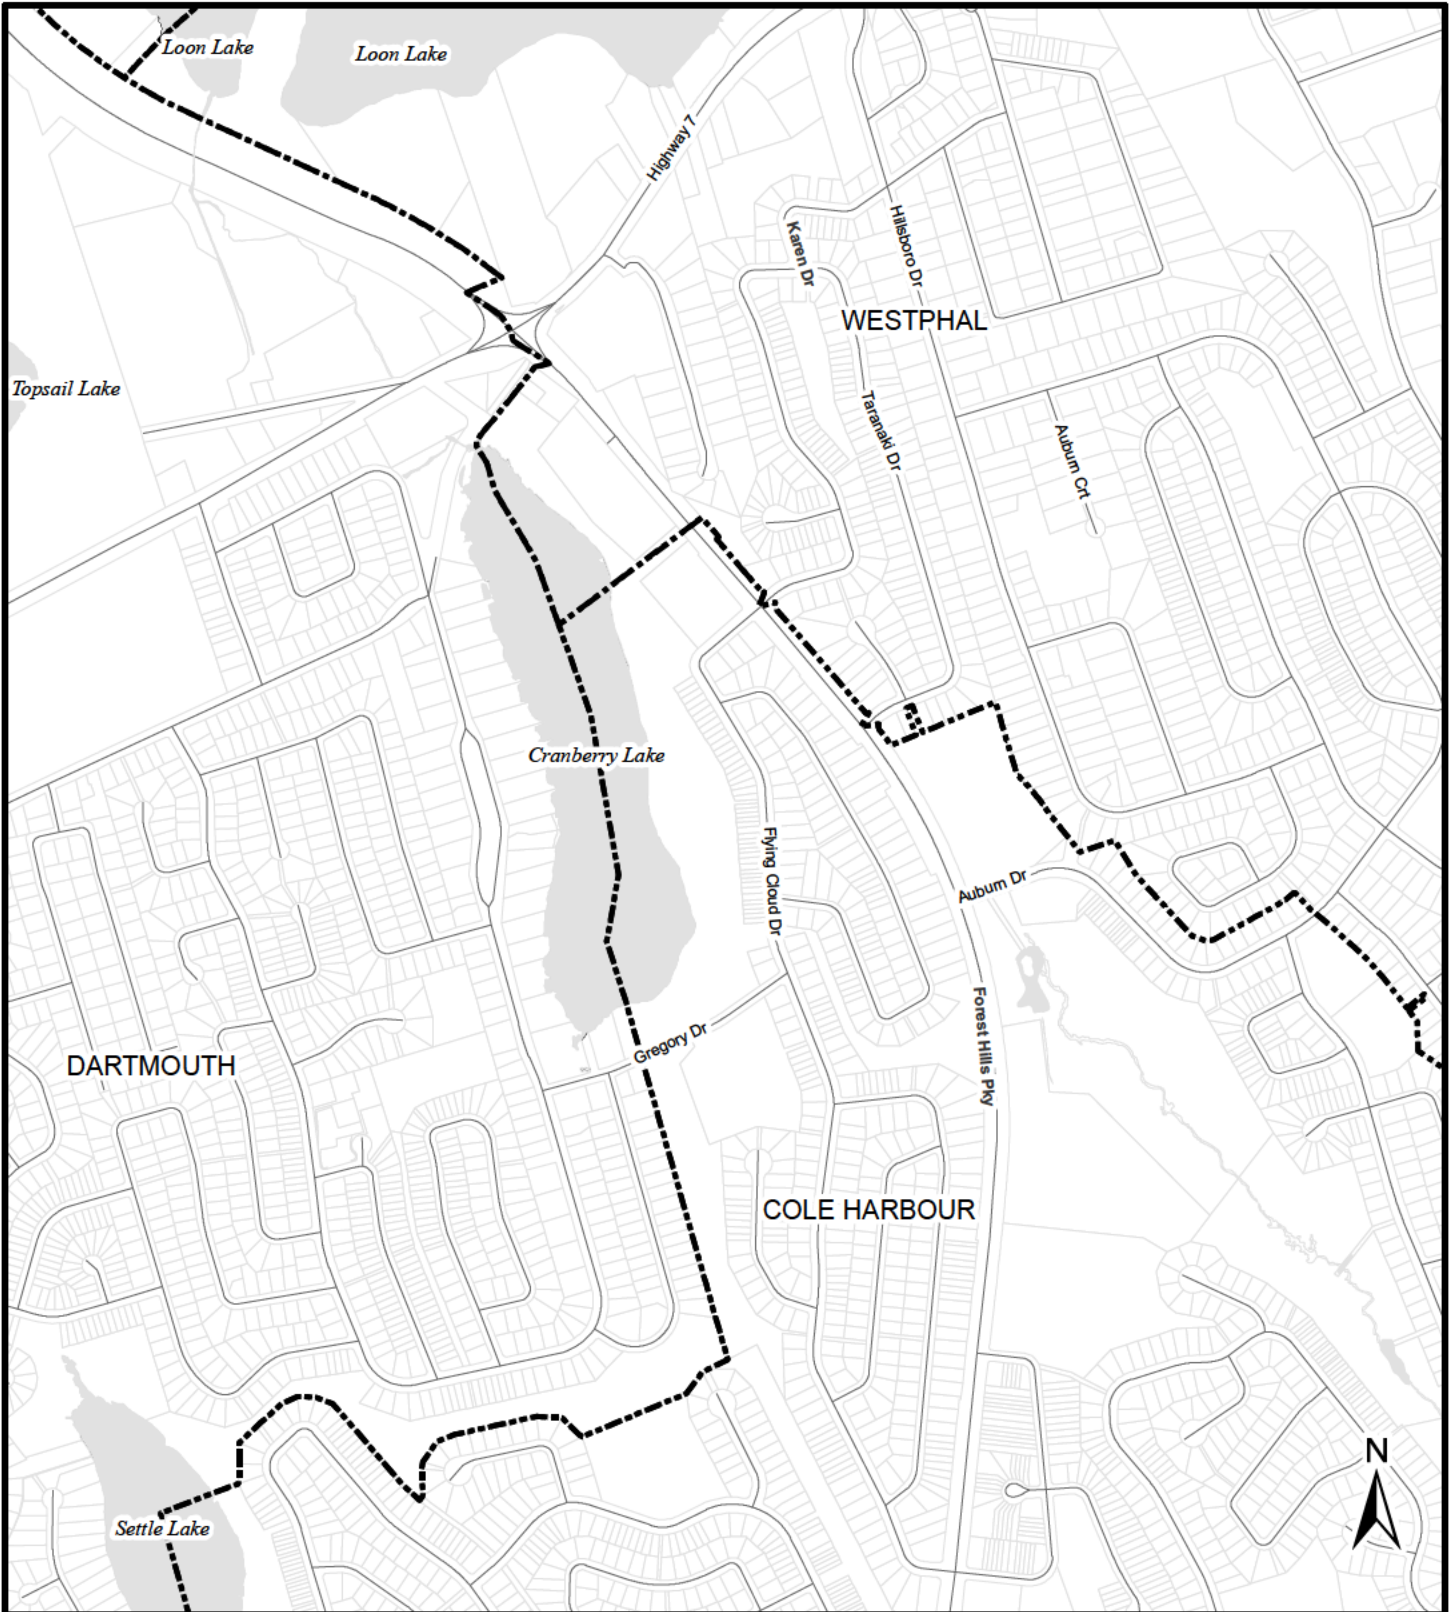 Loon Lake
Loon Lake
Highway 7
Karen Dr
Hillsboro Dr
WESTPHAL
Topsail Lake
Taranaki Dr
Auburn Crt
Cranberry Lake
Flying Cloud Dr
Auburn Dr
Forest Hills Pky
Gregory Dr
DARTMOUTH
COLE HARBOUR
N
Settle Lake